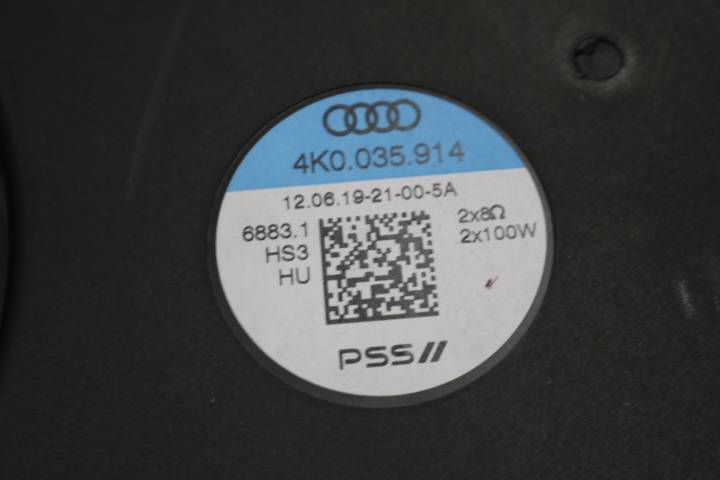 4K0.035.914
12.06.19-21-00-5A
6883.1
HS3
HU
2x8Ω
2x100W
PSS//